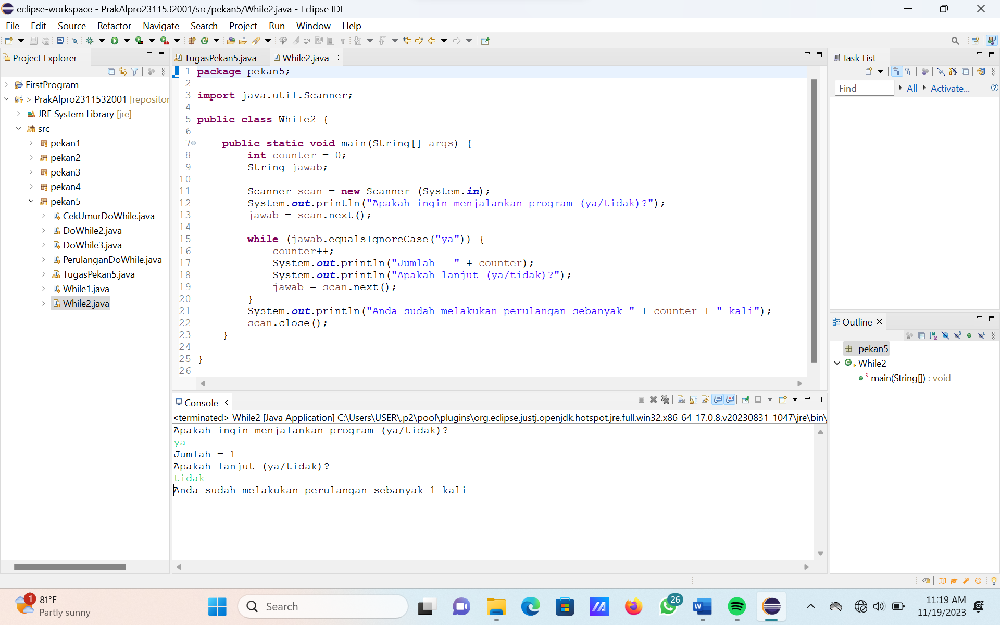 eclipse-workspace - PrakAlpro2311532001/src/pekan5/While2.java - Eclipse IDE
File Edit Source Refactor Navigate Search Project Run Window Help
Project Explorer
FirstProgram
> PrakAlpro2311532001 [repositor
JRE System Library [jre]
src
pekan1
pekan2
pekan3
pekan4
pekan5
CekUmurDoWhile.java
DoWhile2.java
DoWhile3.java
PerulanganDoWhile.java
TugasPekan5.java
While1.java
While2.java
TugasPekan5.java While2.java
1 package pekan5;
2
3 import java.util.Scanner;
4
5 public class While2 {
6
7 public static void main(String[] args) {
8 int counter = 0;
9 String jawab;
10
11 Scanner scan = new Scanner (System.in);
12 System.out.println("Apakah ingin menjalankan program (ya/tidak)?");
13 jawab = scan.next();
14
15 while (jawab.equalsIgnoreCase("ya")) {
16 counter++;
17 System.out.println("Jumlah = " + counter);
18 System.out.println("Apakah lanjut (ya/tidak)?");
19 jawab = scan.next();
20 }
21 System.out.println("Anda sudah melakukan perulangan sebanyak " + counter + " kali");
22 scan.close();
23 }
24
25 }
26
Console
<terminated> While2 [Java Application] C:\Users\USER\.p2\pool\plugins\org.eclipse.justj.openjdk.hotspot.jre.full.win32.x86_64_17.0.8.v20230831-1047\jre\bin\
Apakah ingin menjalankan program (ya/tidak)?
ya
Jumlah = 1
Apakah lanjut (ya/tidak)?
tidak
Anda sudah melakukan perulangan sebanyak 1 kali
Task List
Find All Activate...
Outline
pekan5
While2
main(String[]) : void
1
81°F
Partly sunny
Search
26
11:19 AM
11/19/2023